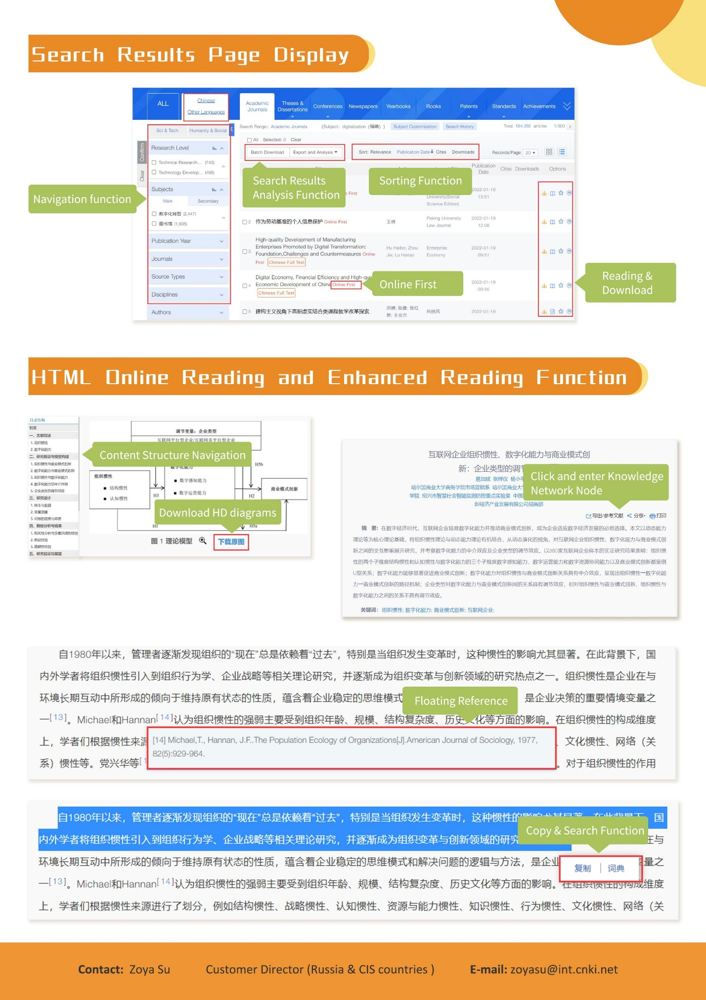 Search Results Page Display
ALL
Chinese
Other Languages
Academic Journals
Theses & Dissertations
Conferences
Newspapers
Yearbooks
Books
Patents
Standards
Achievements
Sci & Tech
Humanity & Social
Search Range: Academic Journals (Subject: digitalization (精确) ) Subject Customization Search History Total: 184,365 articles 1/300
All Selected: 0 Clear
Confirm
Clear
Research Level
Technical Research... (740)
Technology Develop... (495)
Batch Download Export and Analysis
Sort: Relevance Publication Date Cites Downloads
Records/Page 20
Publication Date Cites Downloads Options
Search Results
Analysis Function
Sorting Function
Navigation function
Subjects
Main Secondary
数字化转型 (2,447)
图书馆 (1,905)
Publication Year
Journals
Source Types
Disciplines
Authors
First
University(Social
Science Edition)
2022-01-19
13:51
2 作为劳动基准的个人信息保护 Online First
王倩
Peking University
Law Journal
2022-01-19
12:08
3
High-quality Development of Manufacturing
Enterprises Promoted by Digital Transformation:
Foundation,Challenges and Countermeasures Online
First Chinese Full Text
Hu Haibo; Zhou
Jie; Lu Haitao
Enterprise
Economy
2022-01-19
09:51
4
Digital Economy, Financial Efficiency and High-qua
Economic Development of China Online First
Chinese Full Text
Online First
2022-01-19
09:50
Reading &
Download
5 建构主义视角下高职虚实结合类课程教学改革探索
洪晴; 陈勇; 张红
新; 王业方
科技风
2022-01-19
HTML Online Reading and Enhanced Reading Function
目录结构
引言
一、文献综述
1. 组织惯性
2. 数字化能力
二、研究假设与模型构建
1. 组织惯性与商业模式创新
2. 数字化能力与商业模式创新
3. 组织惯性与数字化能力
4. 数字化能力的中介作用
5. 企业类型的调节效应
三、研究设计
1. 样本与数据
2. 变量测量
3. 问卷的信度与效度
四、数据分析与结果
1. 相关性分析与多重共线性检验
2. 假设检验
3. 稳健性检验
五、研究结论与展望
调节变量：企业类型
互联网平台型企业/互联网非平台型企业
Content Structure Navigation
H5b
组织惯性
■ 结构惯性
■ 认知惯性
数字化能力
■ 数字感知能力
■ 数字运营能力
商业模式创新
H3
H2
Download HD diagrams
H1
H5a
图 1 理论模型 下载原图
互联网企业组织惯性、数字化能力与商业模式创
新：企业类型的调节
易加斌 张梓仪 杨小平
哈尔滨商业大学商务学院市场营销系 哈尔滨商业大学
学院 绍兴市智慧社会智能监测防控重点实验室 中国
新经济产业发展有限公司招商部
Click and enter Knowledge
Network Node
导出/参考文献 分享 打印
摘 要：在数字经济时代，互联网企业培育数字化能力并推动商业模式创新，成为企业适应数字经济发展的必然选择。本文以动态能力
理论等为核心理论基础，将组织惯性理论与动态能力理论有机结合，从动态演化的视角，对互联网企业组织惯性、数字化能力与商业模式创
新之间的交互影响展开研究，并考察数字化能力的中介效应及企业类型的调节效应。以380家互联网企业样本的实证研究结果表明：组织惯
性的两个子维度结构惯性和认知惯性与数字化能力的三个子维度数字感知能力、数字运营能力和数字资源协同能力以及商业模式创新都呈倒
U型关系；数字化能力能够显著促进商业模式创新；数字化能力对组织惯性与商业模式创新关系具有中介效应，呈现出组织惯性→数字化能
力→商业模式创新的路径机制；企业类型对数字化能力与商业模式创新间的关系具有调节效应，但对组织惯性与商业模式创新、组织惯性与
数字化能力之间的关系不具有调节效应。
关键词： 组织惯性; 数字化能力; 商业模式创新; 互联网企业;
自1980年以来，管理者逐渐发现组织的“现在”总是依赖着“过去”，特别是当组织发生变革时，这种惯性的影响尤其显著。在此背景下，国
内外学者将组织惯性引入到组织行为学、企业战略等相关理论研究，并逐渐成为组织变革与创新领域的研究热点之一。组织惯性是企业在与
环境长期互动中所形成的倾向于维持原有状态的性质，蕴含着企业稳定的思维模式 Floating Reference 是企业决策的重要情境变量之
一[13]。Michael和Hannan[14]认为组织惯性的强弱主要受到组织年龄、规模、结构复杂度、历史文化等方面的影响。在组织惯性的构成维度
上，学者们根据惯性来源 、文化惯性、网络（关
[14] Michael,T., Hannan, J.F..The Population Ecology of Organizations[J].American Journal of Sociology, 1977,
82(5):929-964.
系）惯性等。党兴华等[1 。对于组织惯性的作用
自1980年以来，管理者逐渐发现组织的“现在”总是依赖着“过去”，特别是当组织发生变革时，这种惯性的影响尤其显著。在此背景下，国
内外学者将组织惯性引入到组织行为学、企业战略等相关理论研究，并逐渐成为组织变革与创新领域的研究 在与
Copy & Search Function
环境长期互动中所形成的倾向于维持原有状态的性质，蕴含着企业稳定的思维模式和解决问题的逻辑与方法，是企业 量之
复制 词典
一[13]。Michael和Hannan[14]认为组织惯性的强弱主要受到组织年龄、规模、结构复杂度、历史文化等方面的影响。在组织惯性的构成维度
上，学者们根据惯性来源进行了划分，例如结构惯性、战略惯性、认知惯性、资源与能力惯性、知识惯性、行为惯性、文化惯性、网络（关
Contact: Zoya Su Customer Director (Russia & CIS countries ) E-mail: zoyasu@int.cnki.net